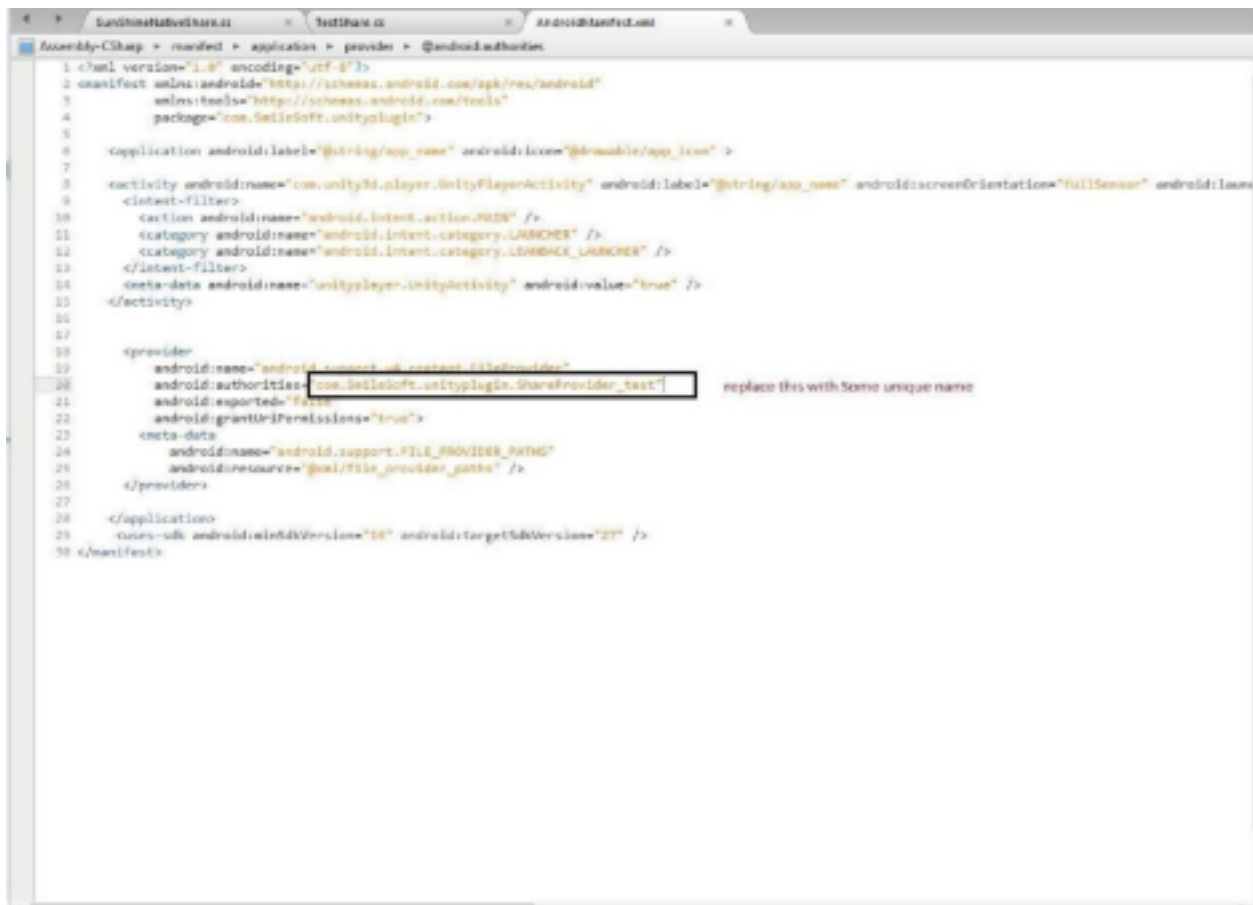 SunShineNativeShare.cs × TestShare.cs × AndroidManifest.xml ×
Assembly-CSharp ▸ manifest ▸ application ▸ provider ▸ @android:authorities
1 <?xml version="1.0" encoding="utf-8"?>
2 <manifest xmlns:android="http://schemas.android.com/apk/res/android"
3 xmlns:tools="http://schemas.android.com/tools"
4 package="com.SmileSoft.unityplugin">
5
6 <application android:label="@string/app_name" android:icon="@drawable/app_icon" >
7
8 <activity android:name="com.unity3d.player.UnityPlayerActivity" android:label="@string/app_name" android:screenOrientation="fullSensor" android:laun
9 <intent-filter>
10 <action android:name="android.intent.action.MAIN" />
11 <category android:name="android.intent.category.LAUNCHER" />
12 <category android:name="android.intent.category.LEANBACK_LAUNCHER" />
13 </intent-filter>
14 <meta-data android:name="unityplayer.UnityActivity" android:value="true" />
15 </activity>
16
17
18 <provider
19 android:name="android.support.v4.content.FileProvider"
20 android:authorities="com.SmileSoft.unityplugin.ShareProvider_test" replace this with Some unique name
21 android:exported="false"
22 android:grantUriPermissions="true">
23 <meta-data
24 android:name="android.support.FILE_PROVIDER_PATHS"
25 android:resource="@xml/file_provider_paths" />
26 </provider>
27
28 </application>
29 <uses-sdk android:minSdkVersion="16" android:targetSdkVersion="27" />
30 </manifest>